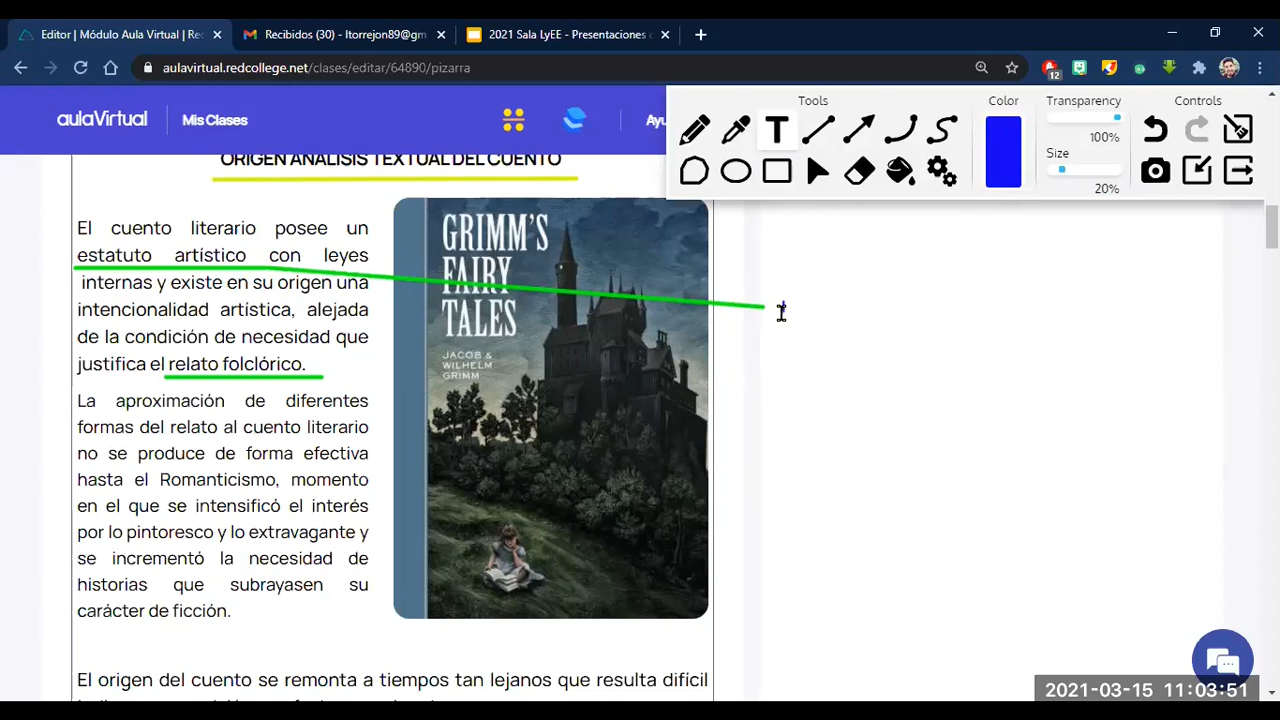 Editor | Módulo Aula Virtual | Rec
Recibidos (30) - ltorrejon89@gm
2021 Sala LyEE - Presentaciones
aulavirtual.redcollege.net/clases/editar/64890/pizarra
12
aulaVirtual
Mis Clases
Ayu
Tools
Color
Transparency
Controls
100%
Size
20%
T
ORIGEN ANÁLISIS TEXTUAL DEL CUENTO
El cuento literario posee un
estatuto artístico con leyes
internas y existe en su origen una
intencionalidad artística, alejada
de la condición de necesidad que
justifica el relato folclórico.
La aproximación de diferentes
formas del relato al cuento literario
no se produce de forma efectiva
hasta el Romanticismo, momento
en el que se intensificó el interés
por lo pintoresco y lo extravagante y
se incrementó la necesidad de
historias que subrayasen su
carácter de ficción.
GRIMM'S
FAIRY
TALES
JACOB &
WILHELM
GRIMM
El origen del cuento se remonta a tiempos tan lejanos que resulta difícil
2021-03-15 11:03:51